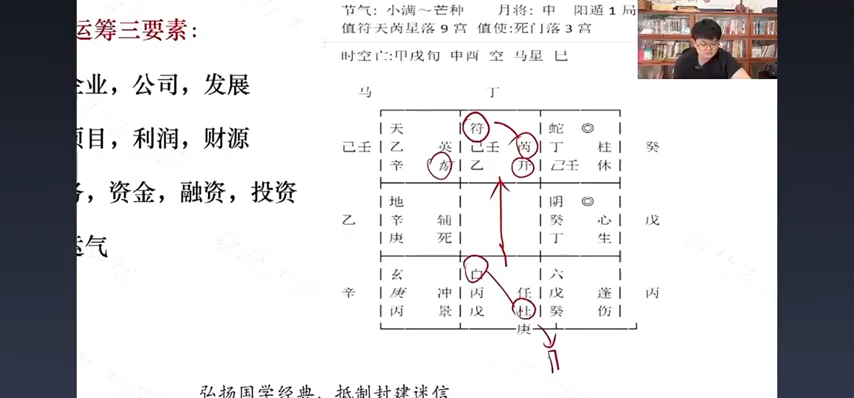 节气: 小满～芒种 月将: 申 阳遁1局
值符天芮星落9宫 值使:死门落3宫
时空亡:甲戌旬 申酉 空 马星 巳
运筹三要素:
企业，公司，发展
项目，利润，财源
务，资金，融资，投资
运气
马 丁
天 符 蛇 ◎
己壬 乙 英 己壬 芮 丁 柱 癸
辛 乙 开 己壬 休
地 阴 ◎
乙 辛 辅 癸 心 戊
庚 死 丁 生
玄 白 六
辛 庚 冲 丙 任 戊 蓬 丙
丙 景 戊 杜 癸 伤
庚
弘扬国学经典，抵制封建迷信